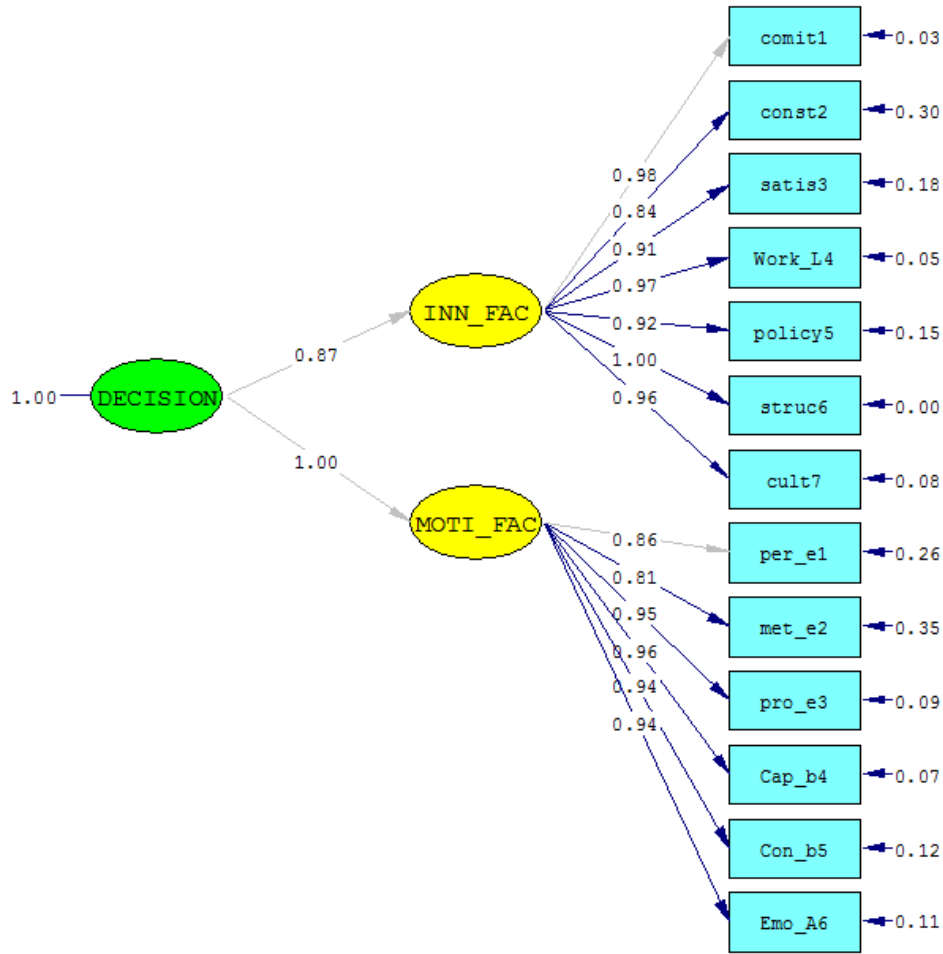 comit1 0.03
const2 0.30
0.98
satis3 0.18
0.84
0.91
Work_L4 0.05
0.97
INN_FAC
0.92
policy5 0.15
0.87
1.00
1.00 DECISION
0.96
struc6 0.00
1.00
cult7 0.08
MOTI_FAC
0.86
per_e1 0.26
0.81
0.95
met_e2 0.35
0.96
0.94
pro_e3 0.09
0.94
Cap_b4 0.07
Con_b5 0.12
Emo_A6 0.11